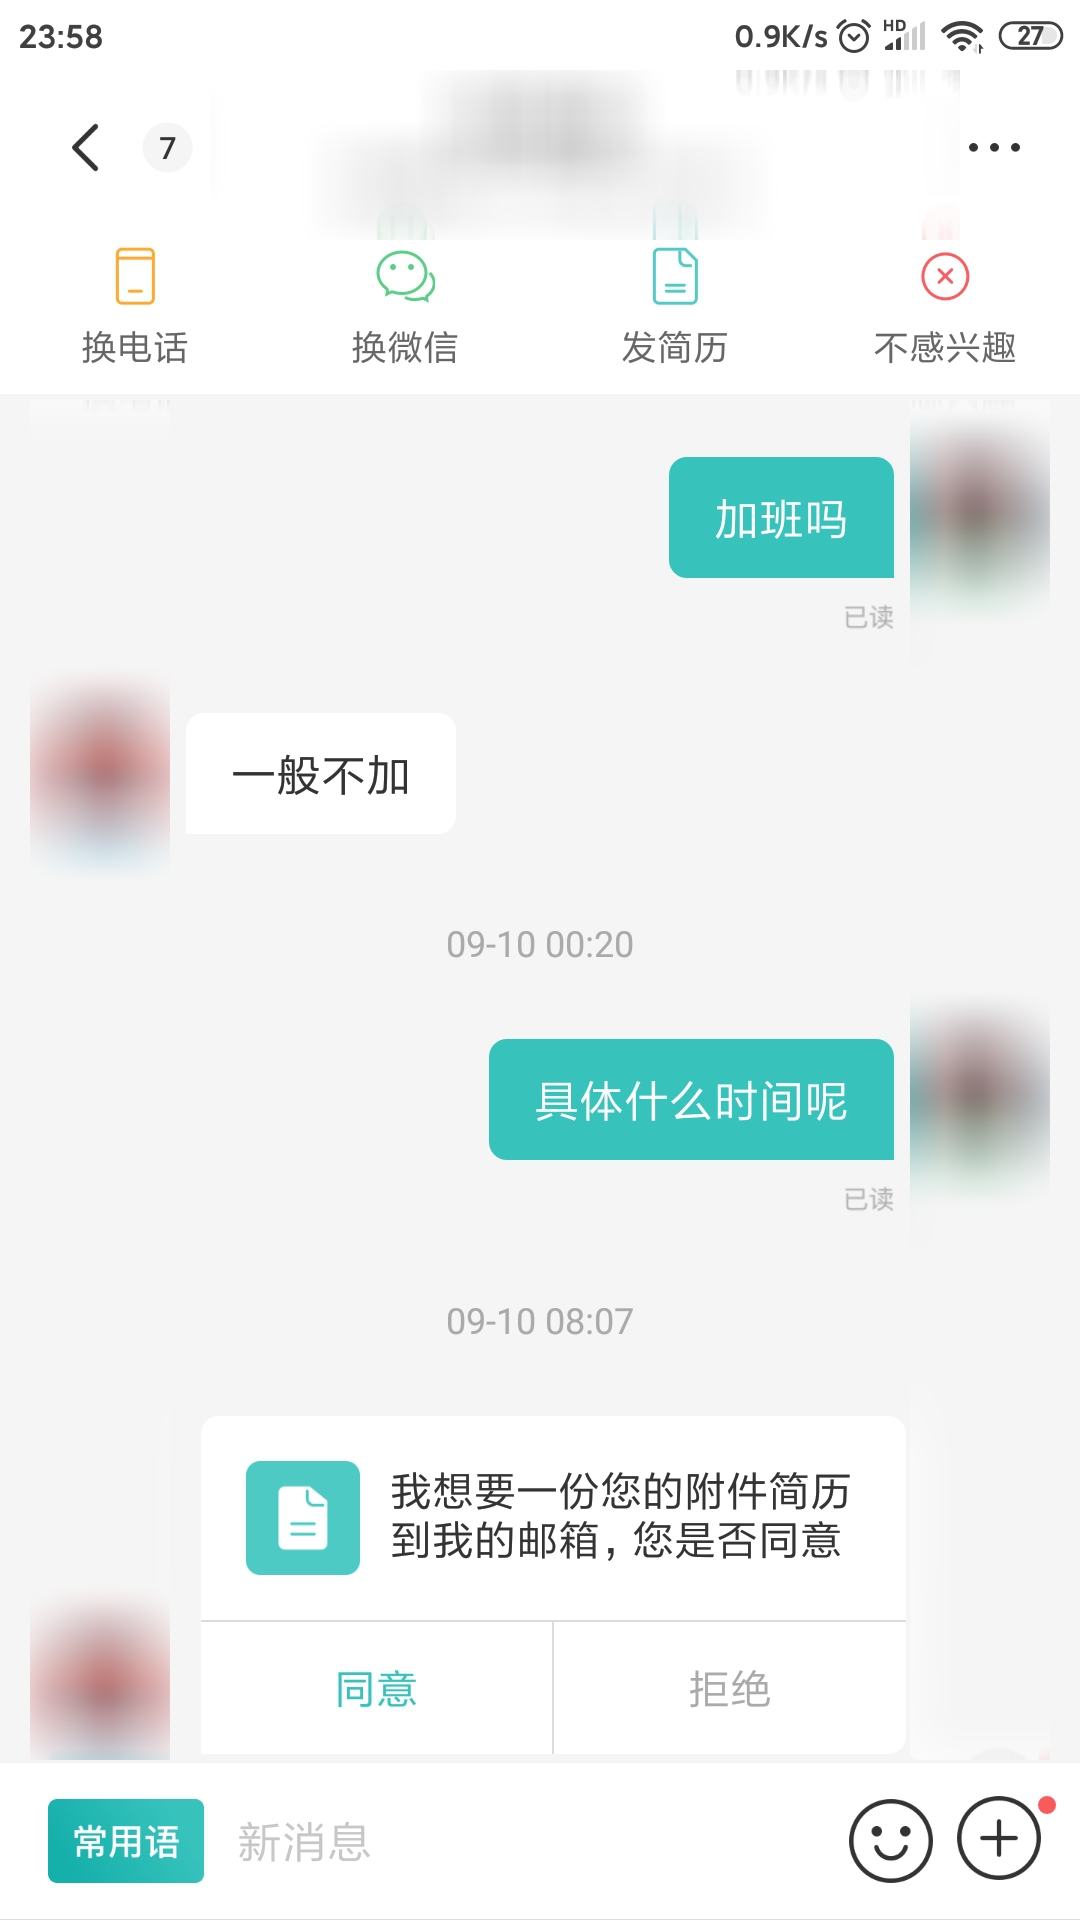 23:58
0.9K/s
HD
27
7
换电话
换微信
发简历
不感兴趣
加班吗
已读
一般不加
09-10 00:20
具体什么时间呢
已读
09-10 08:07
我想要一份您的附件简历
到我的邮箱，您是否同意
同意
拒绝
常用语
新消息